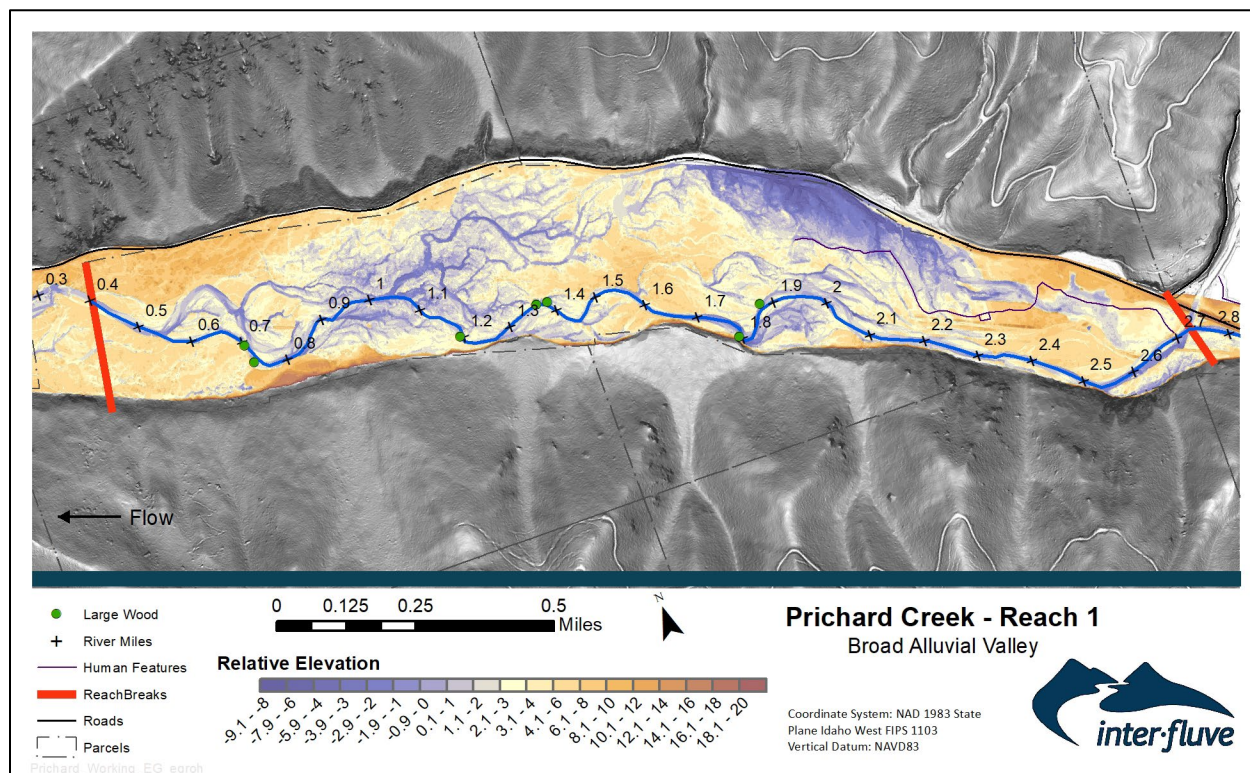 0.3
0.4
0.5
0.6
0.7
0.8
0.9
1
1.1
1.2
1.3
1.4
1.5
1.6
1.7
1.8
1.9
2
2.1
2.2
2.3
2.4
2.5
2.6
2.7
2.8
Flow
Large Wood
River Miles
Human Features
ReachBreaks
Roads
Parcels
Prichard_Working_EG_egroh
0 0.125 0.25 0.5
Miles
N
Relative Elevation
-9.1 - -8
-7.9 - -6
-5.9 - -4
-3.9 - -3
-2.9 - -2
-1.9 - -1
-0.9 - 0
0.1 - 1
1.1 - 2
2.1 - 3
3.1 - 4
4.1 - 6
6.1 - 8
8.1 - 10
10.1 - 12
12.1 - 14
14.1 - 16
16.1 - 18
18.1 - 20
Prichard Creek - Reach 1
Broad Alluvial Valley
Coordinate System: NAD 1983 State
Plane Idaho West FIPS 1103
Vertical Datum: NAVD83
inter·fluve